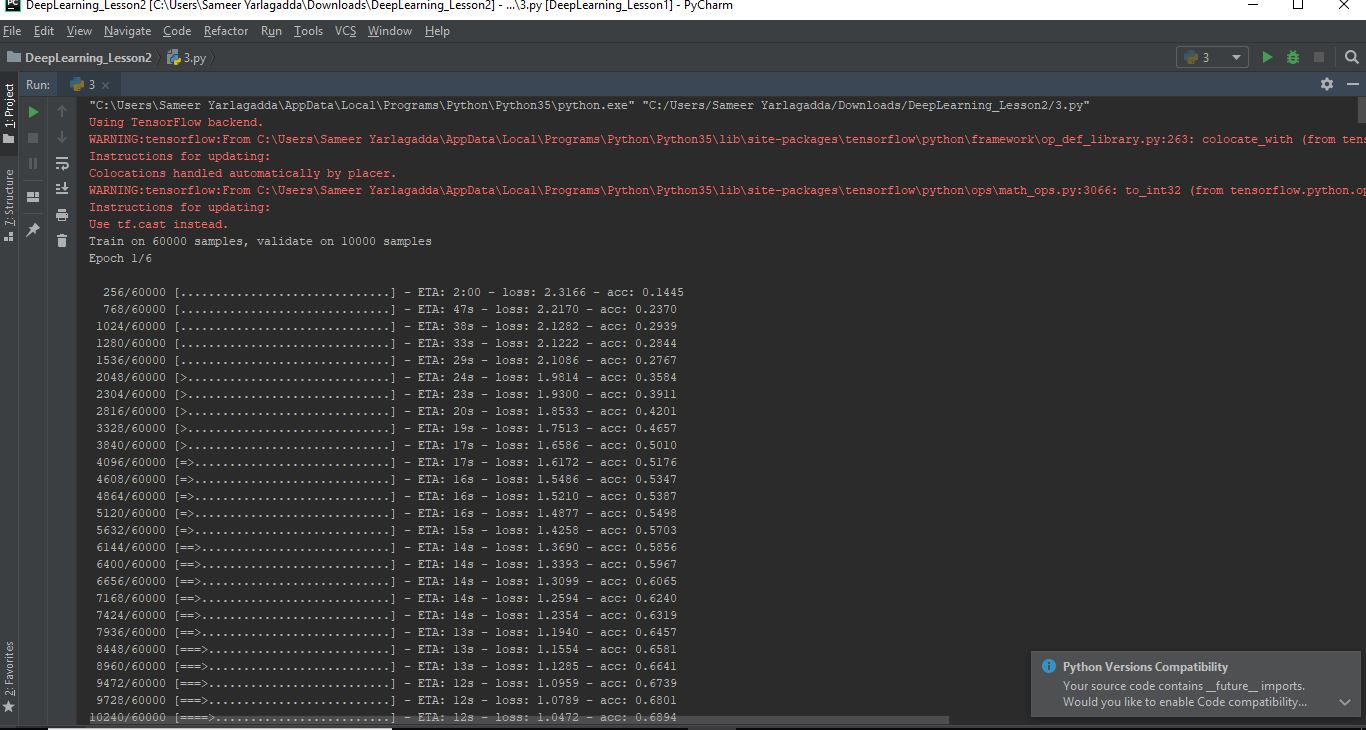 DeepLearning_Lesson2 [C:\Users\Sameer Yarlagadda\Downloads\DeepLearning_Lesson2] - ...\3.py [DeepLearning_Lesson1] - PyCharm
File Edit View Navigate Code Refactor Run Tools VCS Window Help
DeepLearning_Lesson2 3.py 3
Run: 3
1: Project
7: Structure
2: Favorites
"C:\Users\Sameer Yarlagadda\AppData\Local\Programs\Python\Python35\python.exe" "C:/Users/Sameer Yarlagadda/Downloads/DeepLearning_Lesson2/3.py"
Using TensorFlow backend.
WARNING:tensorflow:From C:\Users\Sameer Yarlagadda\AppData\Local\Programs\Python\Python35\lib\site-packages\tensorflow\python\framework\op_def_library.py:263: colocate_with (from tens
Instructions for updating:
Colocations handled automatically by placer.
WARNING:tensorflow:From C:\Users\Sameer Yarlagadda\AppData\Local\Programs\Python\Python35\lib\site-packages\tensorflow\python\ops\math_ops.py:3066: to_int32 (from tensorflow.python.op
Instructions for updating:
Use tf.cast instead.
Train on 60000 samples, validate on 10000 samples
Epoch 1/6
256/60000 [..............................] - ETA: 2:00 - loss: 2.3166 - acc: 0.1445
768/60000 [..............................] - ETA: 47s - loss: 2.2170 - acc: 0.2370
1024/60000 [..............................] - ETA: 38s - loss: 2.1282 - acc: 0.2939
1280/60000 [..............................] - ETA: 33s - loss: 2.1222 - acc: 0.2844
1536/60000 [..............................] - ETA: 29s - loss: 2.1086 - acc: 0.2767
2048/60000 [>.............................] - ETA: 24s - loss: 1.9814 - acc: 0.3584
2304/60000 [>.............................] - ETA: 23s - loss: 1.9300 - acc: 0.3911
2816/60000 [>.............................] - ETA: 20s - loss: 1.8533 - acc: 0.4201
3328/60000 [>.............................] - ETA: 19s - loss: 1.7513 - acc: 0.4657
3840/60000 [>.............................] - ETA: 17s - loss: 1.6586 - acc: 0.5010
4096/60000 [=>............................] - ETA: 17s - loss: 1.6172 - acc: 0.5176
4608/60000 [=>............................] - ETA: 16s - loss: 1.5486 - acc: 0.5347
4864/60000 [=>............................] - ETA: 16s - loss: 1.5210 - acc: 0.5387
5120/60000 [=>............................] - ETA: 16s - loss: 1.4877 - acc: 0.5498
5632/60000 [=>............................] - ETA: 15s - loss: 1.4258 - acc: 0.5703
6144/60000 [==>...........................] - ETA: 14s - loss: 1.3690 - acc: 0.5856
6400/60000 [==>...........................] - ETA: 14s - loss: 1.3393 - acc: 0.5967
6656/60000 [==>...........................] - ETA: 14s - loss: 1.3099 - acc: 0.6065
7168/60000 [==>...........................] - ETA: 14s - loss: 1.2594 - acc: 0.6240
7424/60000 [==>...........................] - ETA: 14s - loss: 1.2354 - acc: 0.6319
7936/60000 [==>...........................] - ETA: 13s - loss: 1.1940 - acc: 0.6457
8448/60000 [===>..........................] - ETA: 13s - loss: 1.1554 - acc: 0.6581
8960/60000 [===>..........................] - ETA: 13s - loss: 1.1285 - acc: 0.6641
9472/60000 [===>..........................] - ETA: 12s - loss: 1.0959 - acc: 0.6739
9728/60000 [===>..........................] - ETA: 12s - loss: 1.0789 - acc: 0.6801
10240/60000 [====>.........................] - ETA: 12s - loss: 1.0472 - acc: 0.6894
Python Versions Compatibility
Your source code contains __future__ imports.
Would you like to enable Code compatibility...